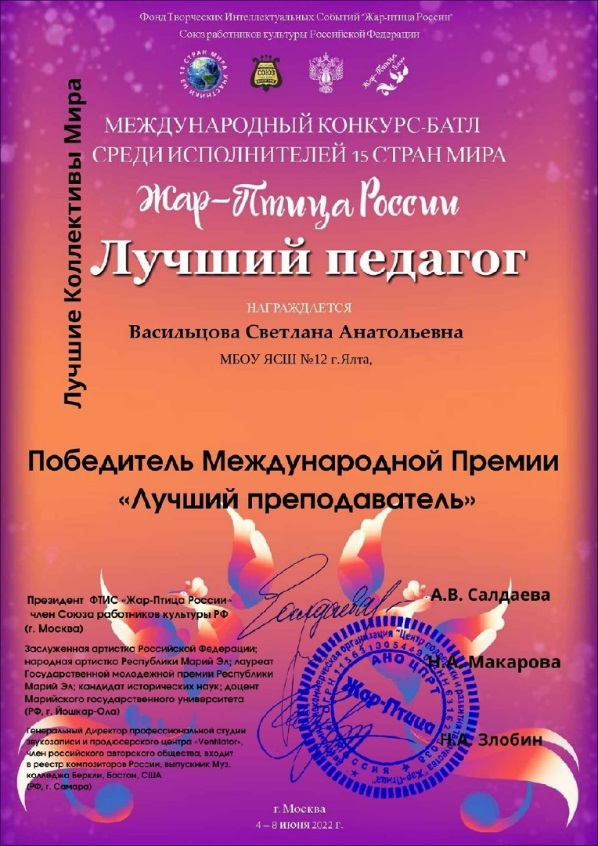 Фонд Творческих Интеллектуальных Событий "Жар-птица России"
Союз работников культуры Российской Федерации
15 СТРАН МИРА
СОЮЗ
Жар-Птица
МЕЖДУНАРОДНЫЙ КОНКУРС-БАТЛ
СРЕДИ ИСПОЛНИТЕЛЕЙ 15 СТРАН МИРА
Лучшие Коллективы Мира
Жар-Птица России
Лучший педагог
НАГРАЖДАЕТСЯ
Васильцова Светлана Анатольевна
МБОУ ЯСШ №12 г.Ялта,
Победитель Международной Премии
«Лучший преподаватель»
Президент ФТИС «Жар-Птица России»
член Союза работников культуры РФ
(г. Москва)
А.В. Салдаева
Заслуженная артистка Российской Федерации;
народная артистка Республики Марий Эл; лауреат
Государственной молодежной премии Республики
Марий Эл; кандидат исторических наук; доцент
Марийского государственного университета
(РФ, г. Йошкар-Ола)
Н.А. Макарова
Генеральный Директор профессиональной студии
звукозаписи и продюсерского центра «Ventilator»,
член российского авторского общества, входит
в реестр композиторов России, выпускник Муз.
колледжа Беркли, Бостон, США
(РФ, г. Самара)
Н.А. Злобин
АНО ЦПРТ
Жар-Птица
г. Москва
4 – 8 июня 2022 г.